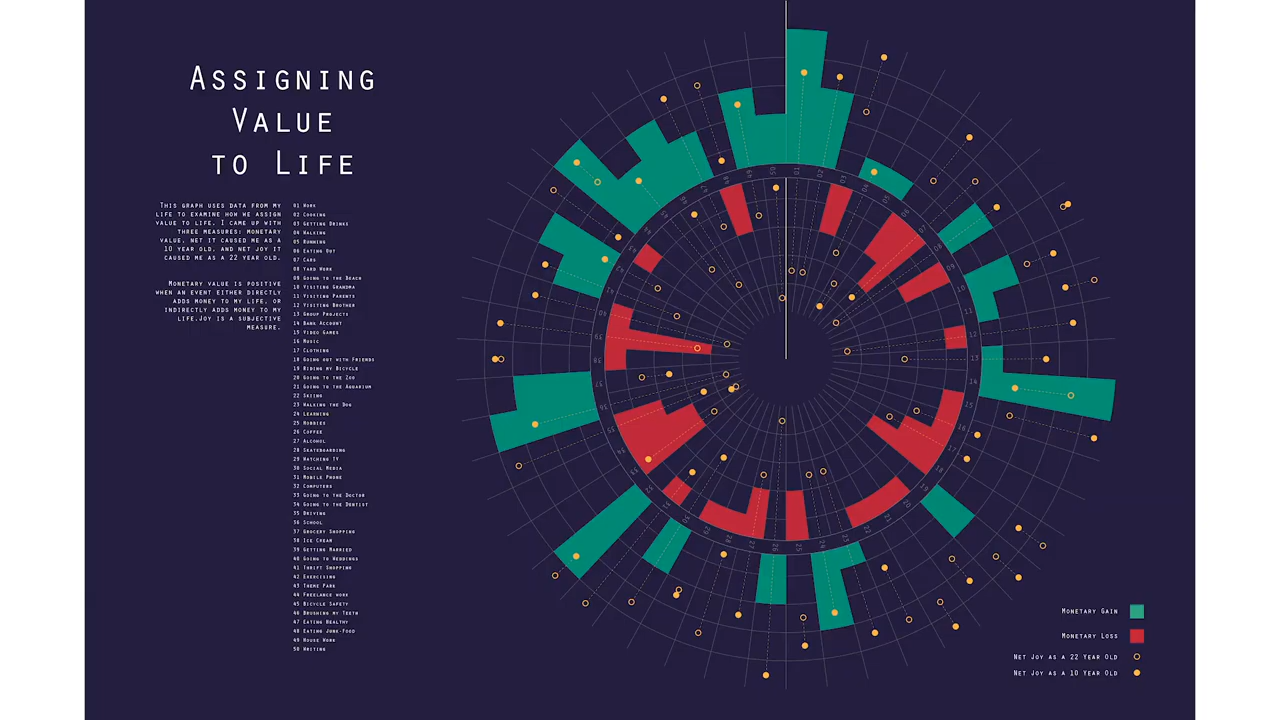 Assigning
Value
to Life
This graph uses data from my
life to examine how we assign
value to life. I came up with
three measures: monetary
value, net it caused me as a
10 year old, and net joy it
caused me as a 22 year old.
Monetary value is positive
when an event either directly
adds money to my life, or
indirectly adds money to my
life.Joy is a subjective
measure.
01 Work
02 Cooking
03 Getting Drinks
04 Walking
05 Running
06 Eating Out
07 Cars
08 Yard Work
09 Going to the Beach
10 Visiting Grandma
11 Visiting Parents
12 Visiting Brother
13 Group Projects
14 Bank Account
15 Video Games
16 Music
17 Clothing
18 Going out with Friends
19 Riding my Bicycle
20 Going to the Zoo
21 Going to the Aquarium
22 Skiing
23 Walking the Dog
24 Learning
25 Hobbies
26 Coffee
27 Alcohol
28 Skateboarding
29 Watching TV
30 Social Media
31 Mobile Phone
32 Computers
33 Going to the Doctor
34 Going to the Dentist
35 Driving
36 School
37 Grocery Shopping
38 Ice Cream
39 Getting Married
40 Going to Weddings
41 Thrift Shopping
42 Exercising
43 Theme Park
44 Freelance work
45 Bicycle Safety
46 Brushing my Teeth
47 Eating Healthy
48 Eating Junk-Food
49 House Work
50 Writing
Monetary Gain
Monetary Loss
Net Joy as a 22 Year Old
Net Joy as a 10 Year Old